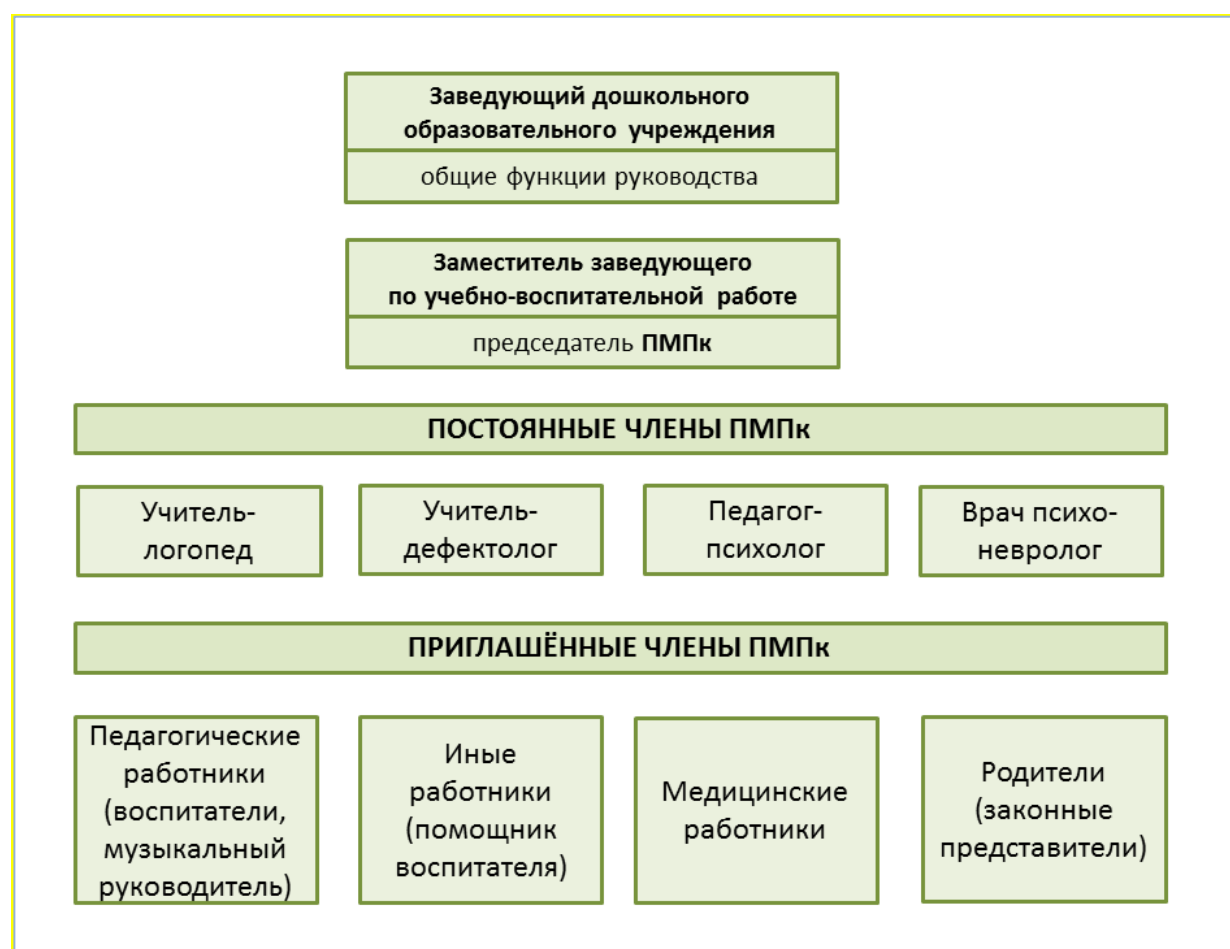 Заведующий дошкольного
образовательного учреждения
общие функции руководства
Заместитель заведующего
по учебно-воспитательной работе
председатель ПМПк
ПОСТОЯННЫЕ ЧЛЕНЫ ПМПк
Учитель-
логопед
Учитель-
дефектолог
Педагог-
психолог
Врач психо-
невролог
ПРИГЛАШЁННЫЕ ЧЛЕНЫ ПМПк
Педагогические
работники
(воспитатели,
музыкальный
руководитель)
Иные
работники
(помощник
воспитателя)
Медицинские
работники
Родители
(законные
представители)